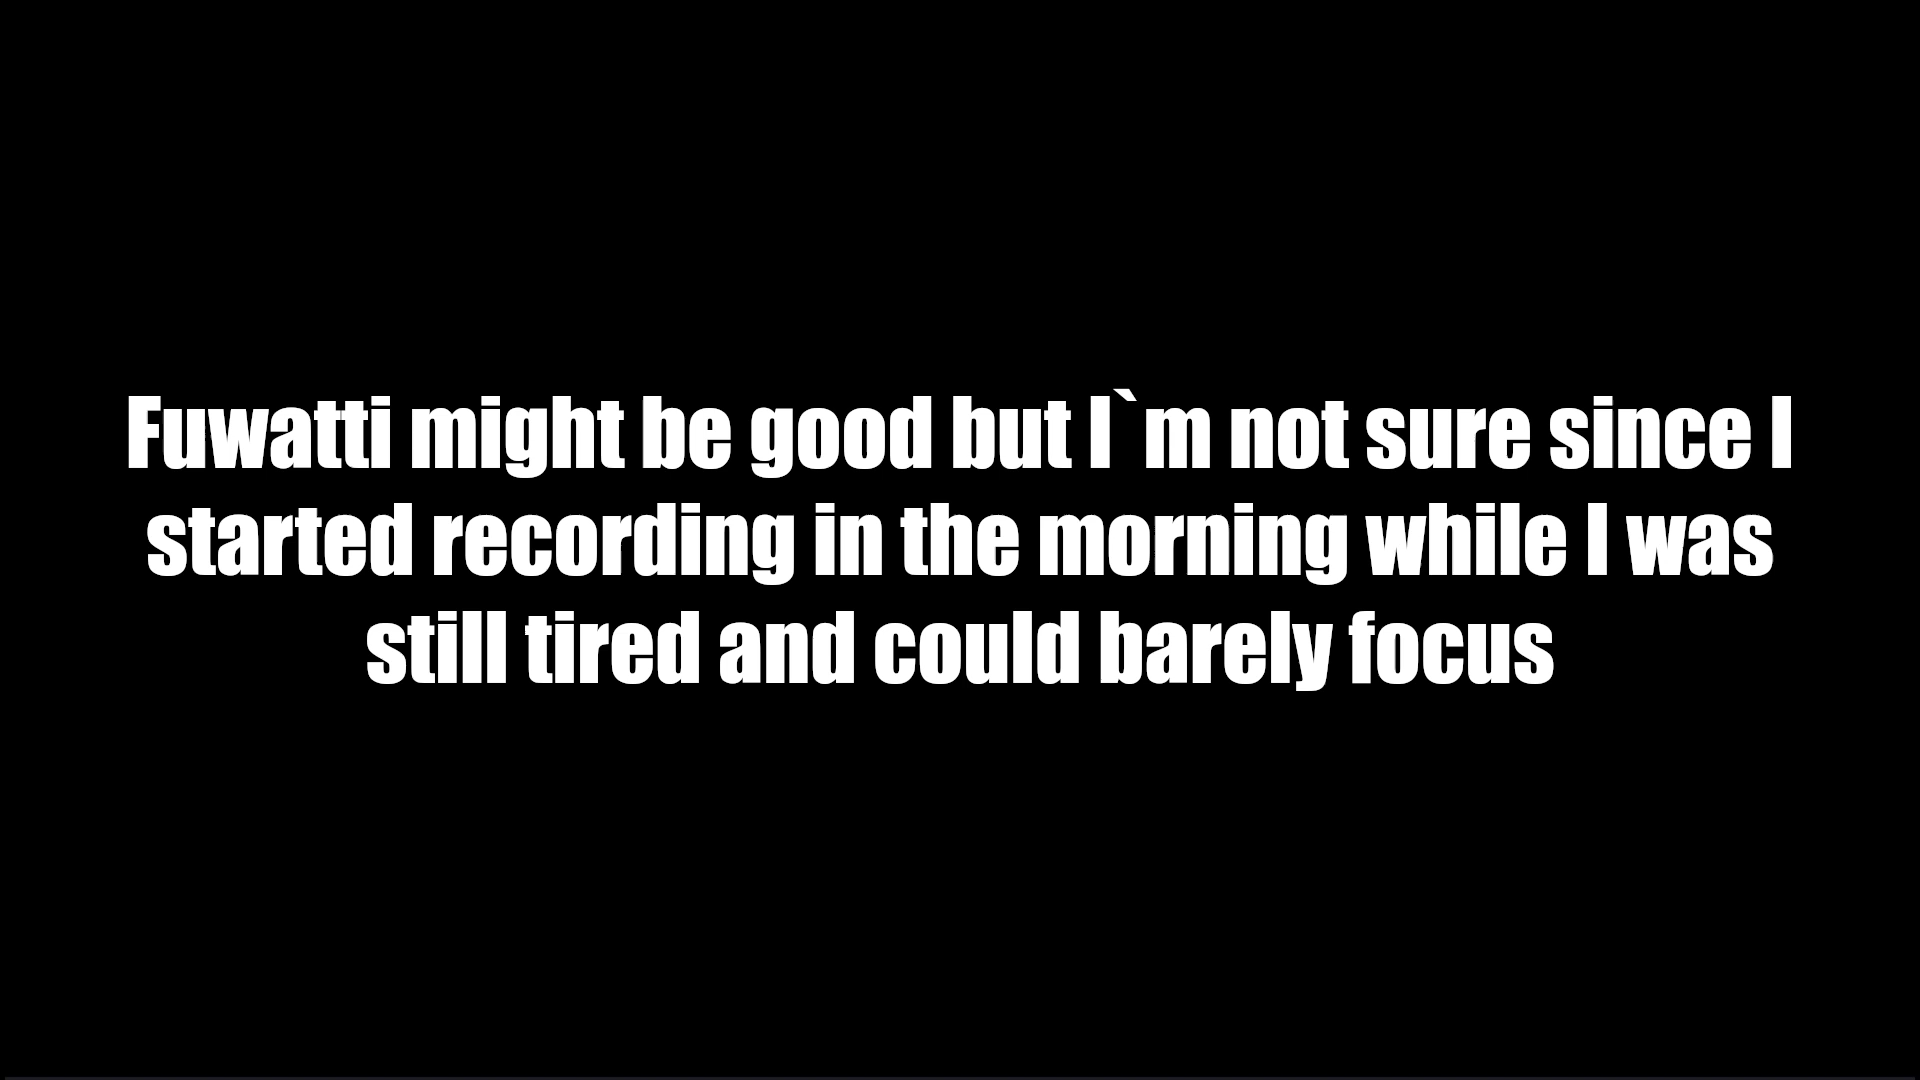 Fuwatti might be good but I`m not sure since I
started recording in the morning while I was
still tired and could barely focus